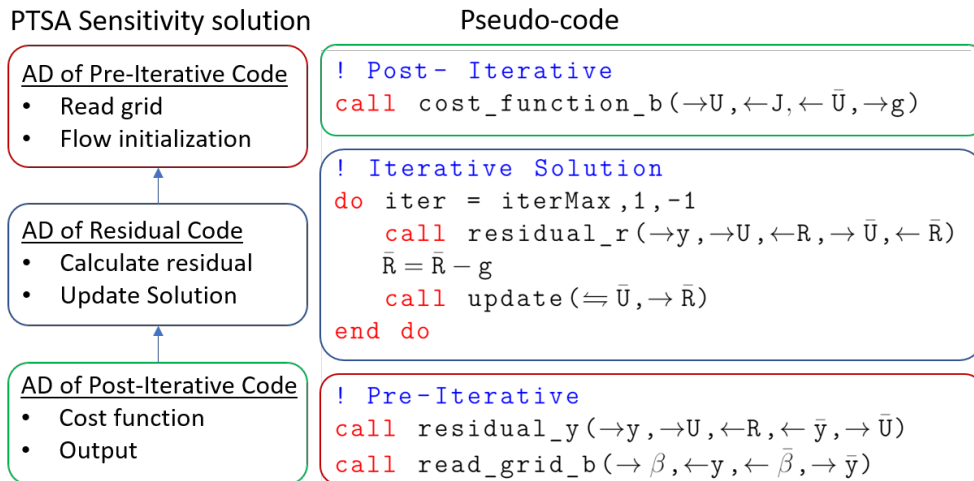 PTSA Sensitivity solution
AD of Pre-Iterative Code
• Read grid
• Flow initialization
AD of Residual Code
• Calculate residual
• Update Solution
AD of Post-Iterative Code
• Cost function
• Output
Pseudo-code
! Post- Iterative
call cost_function_b(→U,←J,← Ū,→g)
! Iterative Solution
do iter = iterMax,1,-1
call residual_r(→y,→U,←R,→ Ū,← R̄)
R̄ = R̄ − g
call update(⇋ Ū,→ R̄)
end do
! Pre-Iterative
call residual_y(→y,→U,←R,← ȳ,→ Ū)
call read_grid_b(→ β,←y,← β̄,→ ȳ)